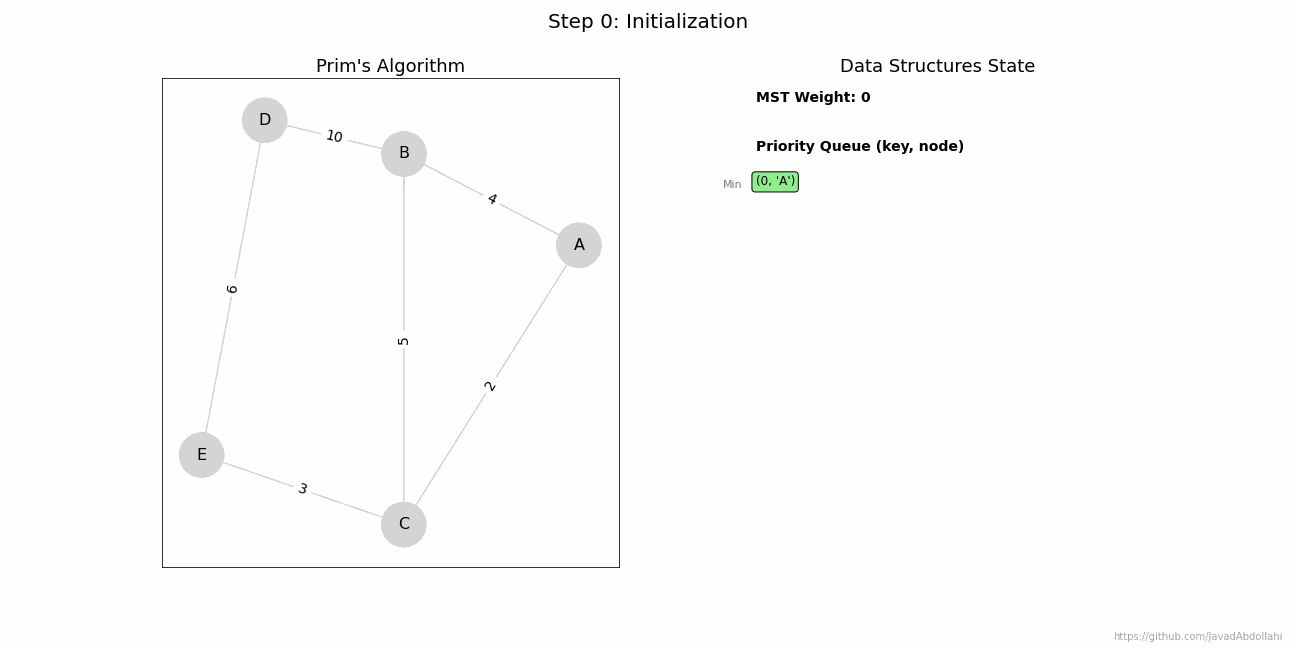 Step 0: Initialization
Prim's Algorithm
D
10
B
4
A
6
5
2
E
3
C
Data Structures State
MST Weight: 0
Priority Queue (key, node)
Min
(0, 'A')
https://github.com/JavadAbdollahi